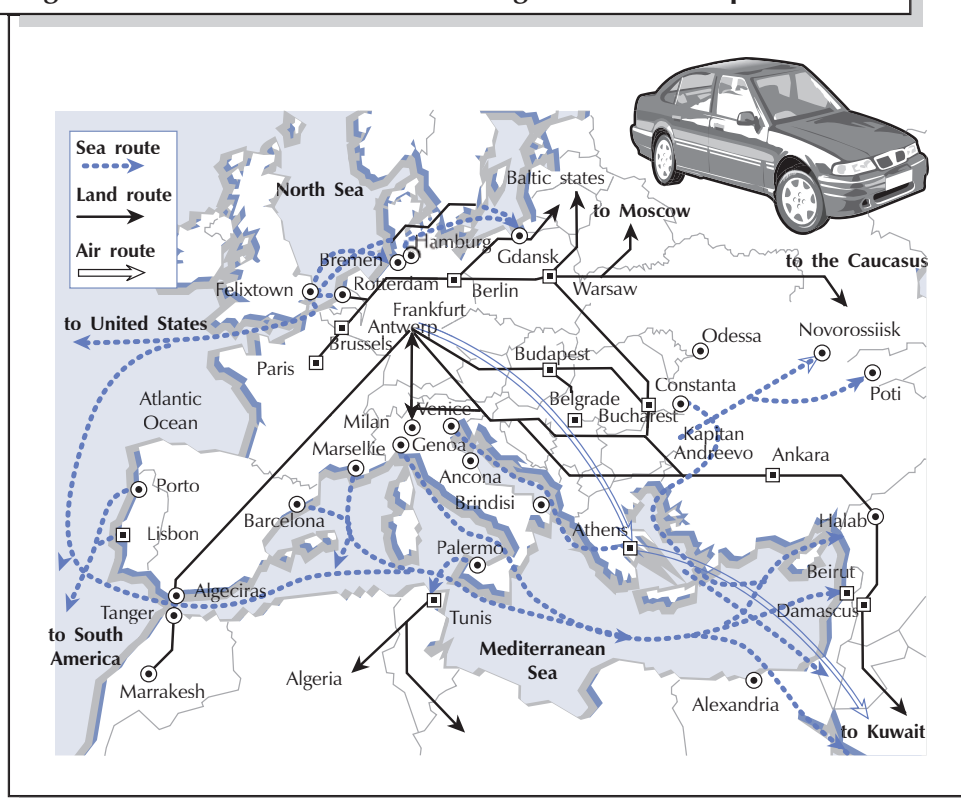 Sea route
Land route
Air route
North Sea
Baltic states
to Moscow
to the Caucasus
Hamburg
Bremen
Gdansk
Felixtown
Rotterdam
Berlin
Warsaw
to United States
Frankfurt
Antwerp
Brussels
Paris
Budapest
Odessa
Novorossiisk
Poti
Atlantic
Ocean
Belgrade
Constanta
Bucharest
Milan
Venice
Genoa
Marsellie
Kapitan
Andreevo
Ankara
Ancona
Porto
Barcelona
Brindisi
Lisbon
Athens
Halab
Palermo
Beirut
Algeciras
Tanger
Damascus
Tunis
to South
America
Mediterranean
Sea
Marrakesh
Algeria
Alexandria
to Kuwait